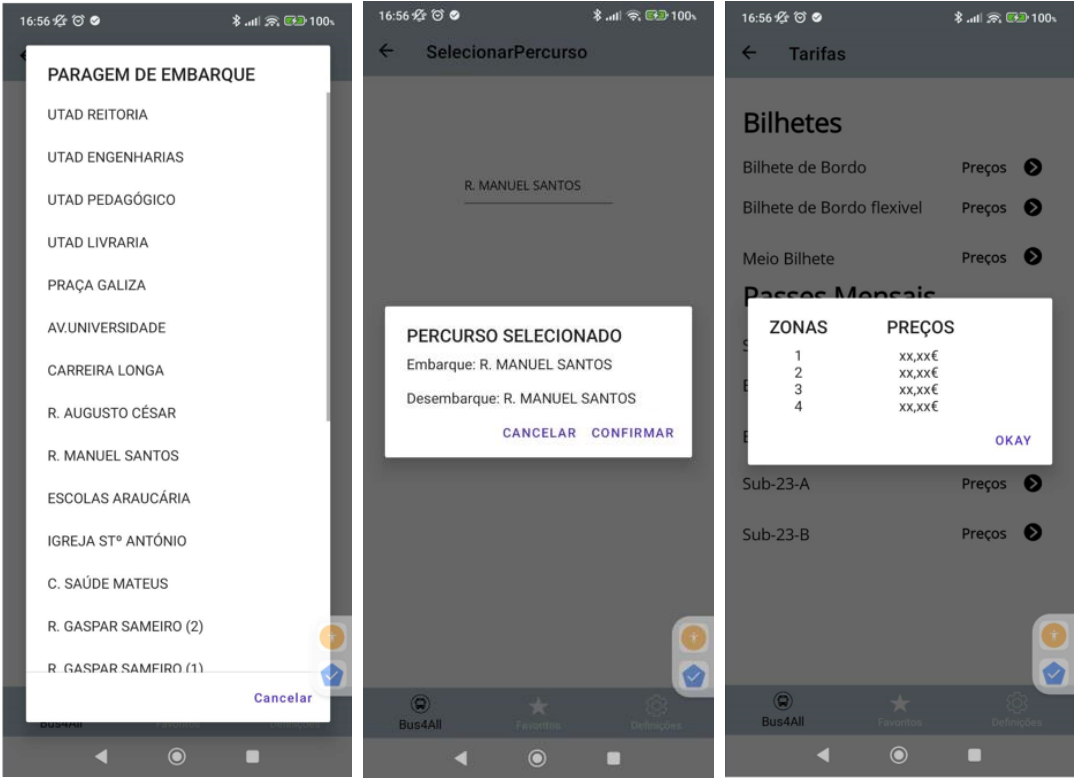 16:56
100%
PARAGEM DE EMBARQUE
UTAD REITORIA
UTAD ENGENHARIAS
UTAD PEDAGÓGICO
UTAD LIVRARIA
PRAÇA GALIZA
AV.UNIVERSIDADE
CARREIRA LONGA
R. AUGUSTO CÉSAR
R. MANUEL SANTOS
ESCOLAS ARAUCÁRIA
IGREJA STº ANTÓNIO
C. SAÚDE MATEUS
R. GASPAR SAMEIRO (2)
R. GASPAR SAMEIRO (1)
Cancelar
Bus4All Favoritos Definições
16:56
100%
SelecionarPercurso
R. MANUEL SANTOS
PERCURSO SELECIONADO
Embarque: R. MANUEL SANTOS
Desembarque: R. MANUEL SANTOS
CANCELAR CONFIRMAR
Bus4All Favoritos Definições
16:56
100%
Tarifas
Bilhetes
Bilhete de Bordo Preços
Bilhete de Bordo flexivel Preços
Meio Bilhete Preços
Passes Mensais
ZONAS PREÇOS
1 xx,xx€
2 xx,xx€
3 xx,xx€
4 xx,xx€
OKAY
Sub-23-A Preços
Sub-23-B Preços
Bus4All Favoritos Definições